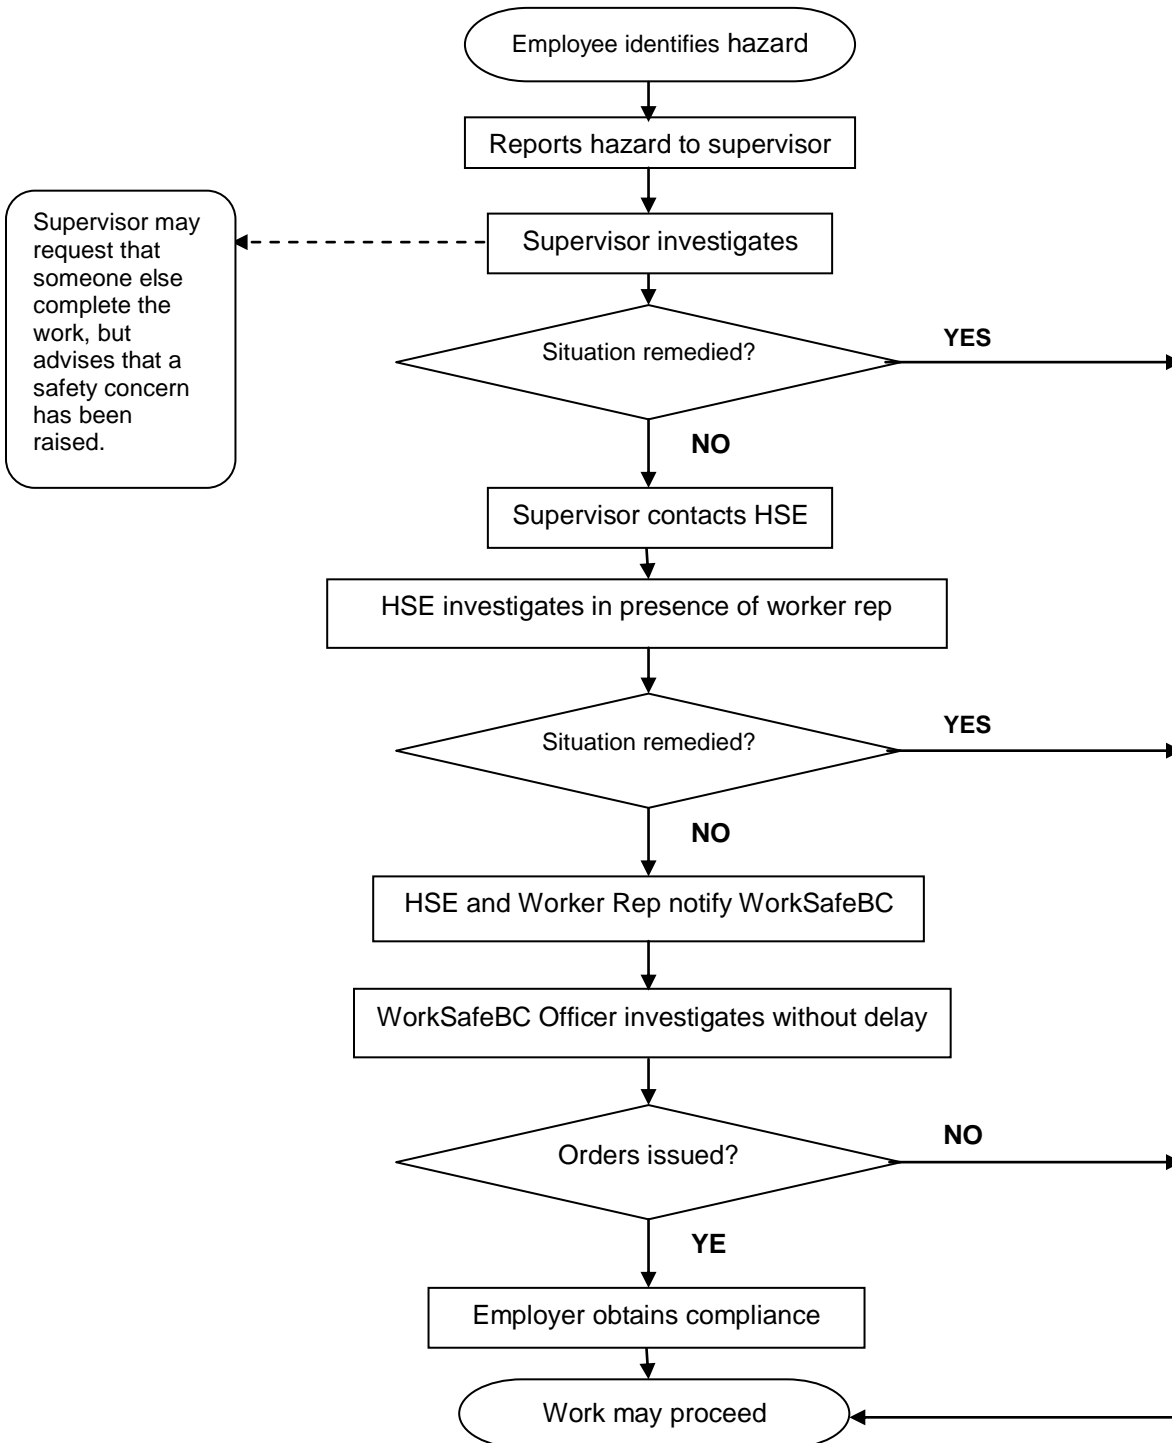 Employee identifies hazard
Reports hazard to supervisor
Supervisor investigates
Supervisor may
request that
someone else
complete the
work, but
advises that a
safety concern
has been
raised.
Situation remedied?
YES
NO
Supervisor contacts HSE
HSE investigates in presence of worker rep
Situation remedied?
YES
NO
HSE and Worker Rep notify WorkSafeBC
WorkSafeBC Officer investigates without delay
Orders issued?
NO
YE
Employer obtains compliance
Work may proceed